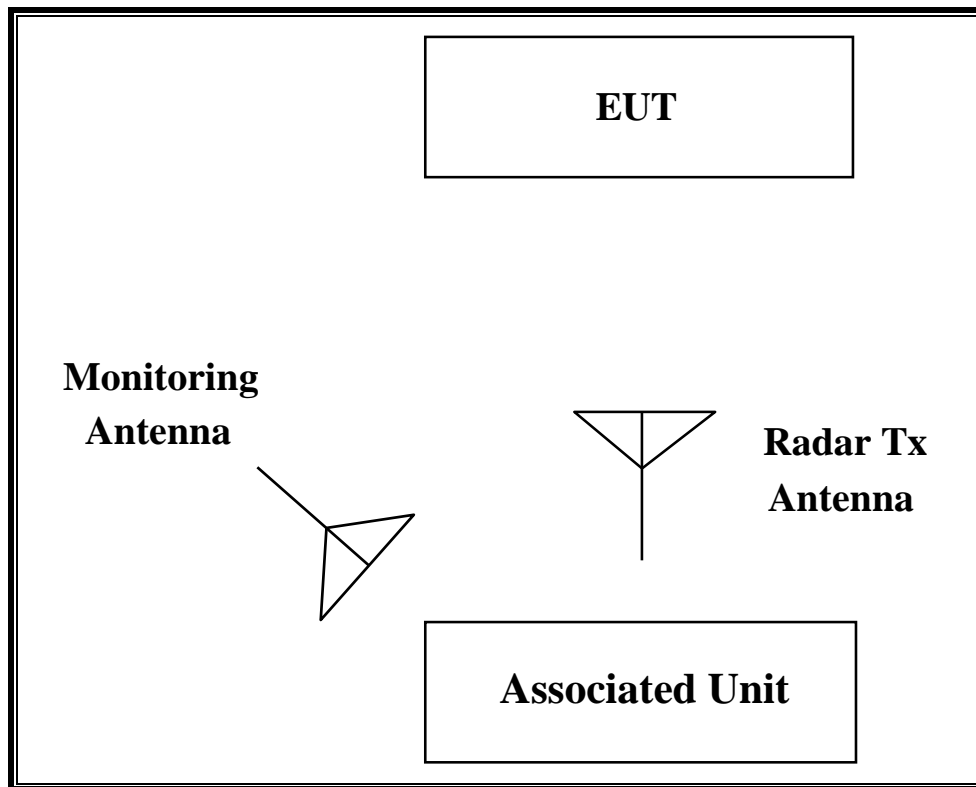 EUT
Monitoring
Antenna
Radar Tx
Antenna
Associated Unit